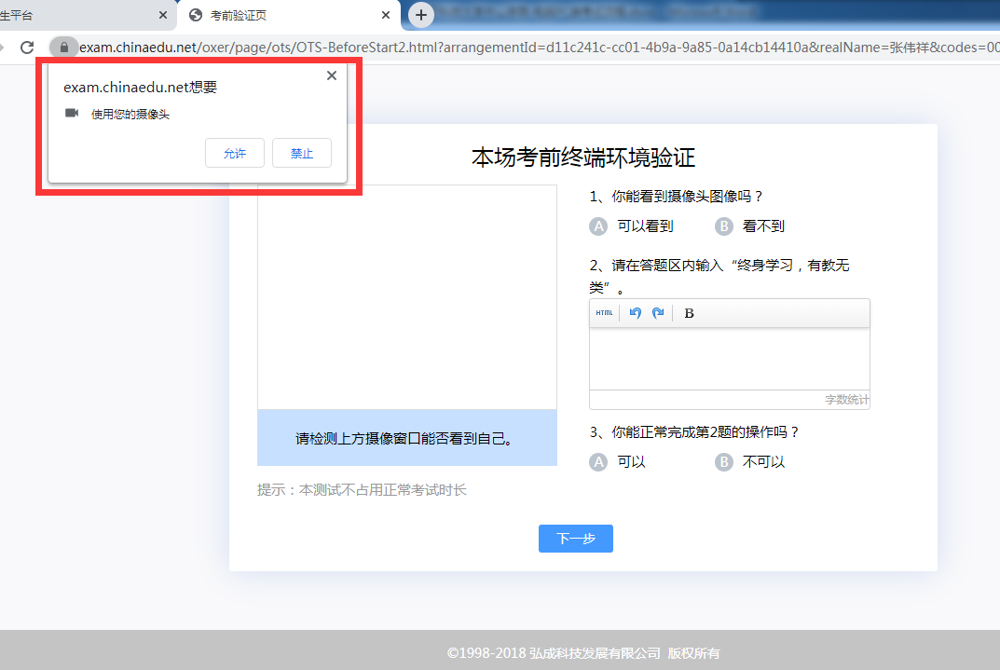 生平台
考前验证页
exam.chinaedu.net/oxer/page/ots/OTS-BeforeStart2.html?arrangementId=d11c241c-cc01-4b9a-9a85-0a14cb14410a&realName=张伟祥&codes=00
exam.chinaedu.net想要
使用您的摄像头
允许 禁止
本场考前终端环境验证
1、你能看到摄像头图像吗？
A 可以看到 B 看不到
2、请在答题区内输入“终身学习，有教无
类”。
HTML B
字数统计
请检测上方摄像窗口能否看到自己。
3、你能正常完成第2题的操作吗？
A 可以 B 不可以
提示：本测试不占用正常考试时长
下一步
©1998-2018 弘成科技发展有限公司 版权所有